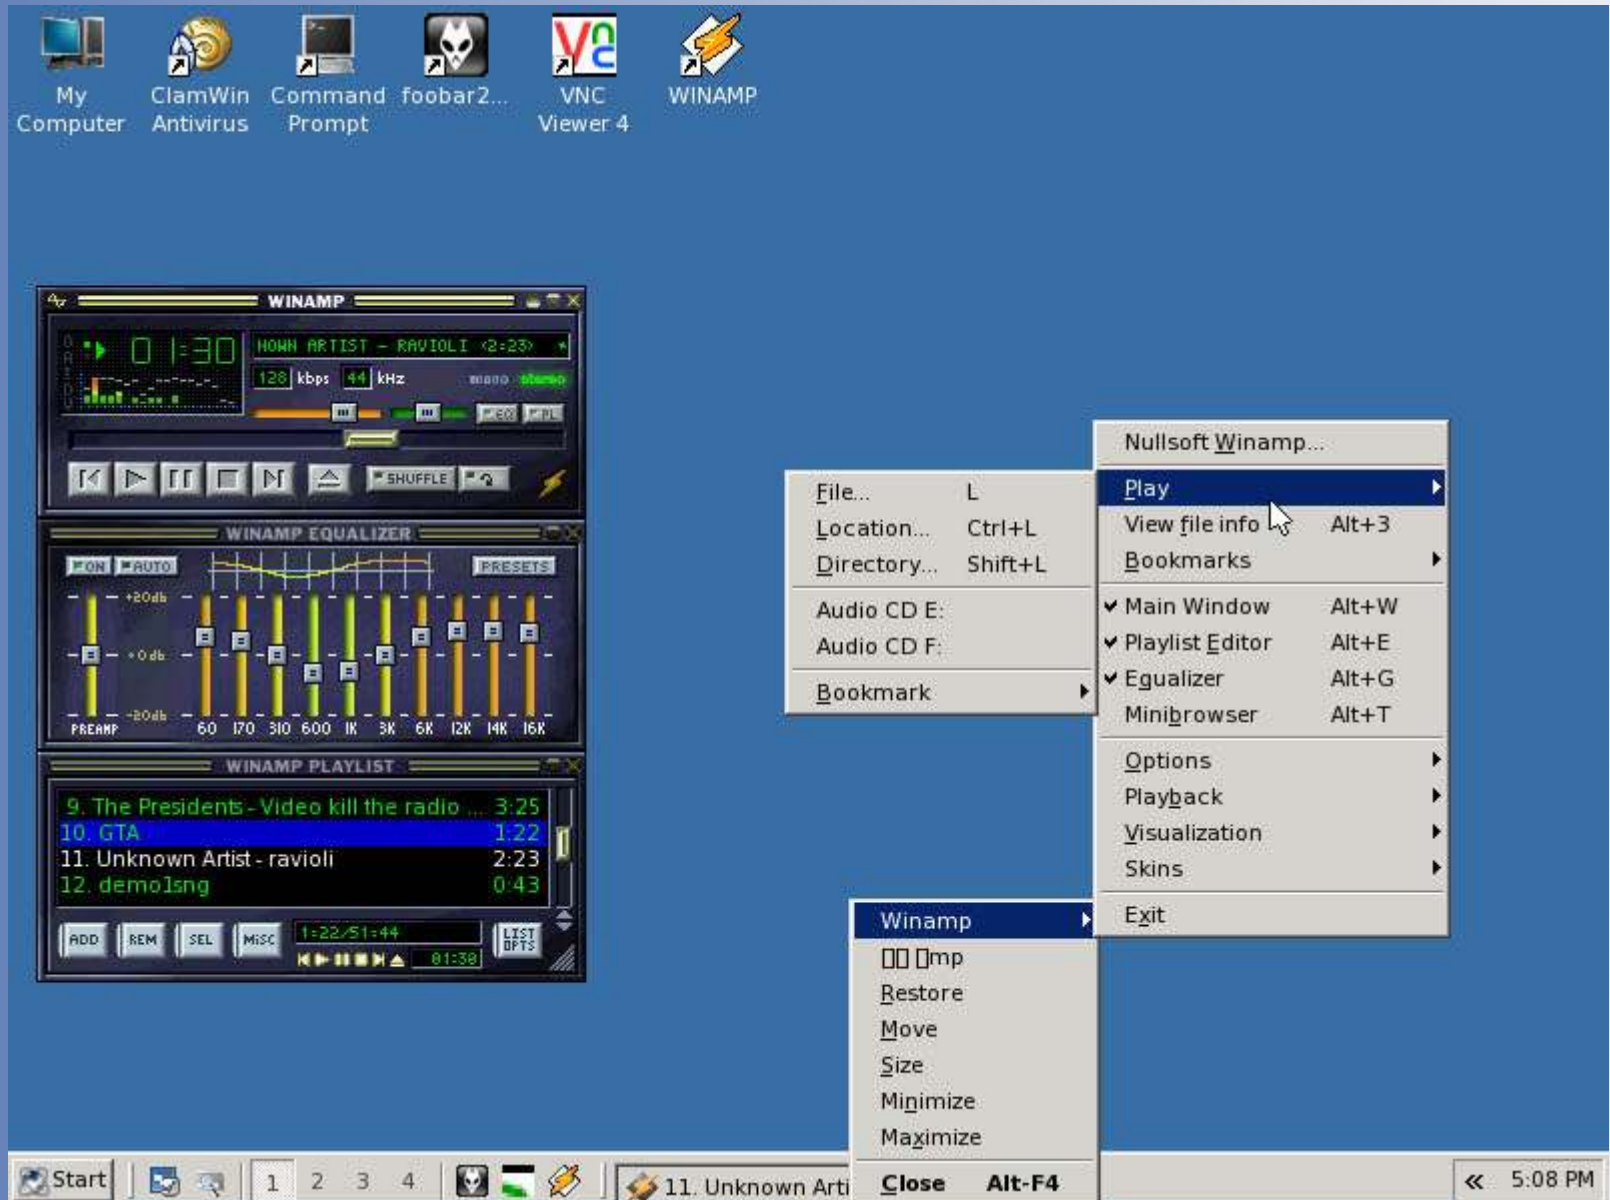 My Computer
ClamWin Antivirus
Command Prompt
foobar2...
VNC Viewer 4
WINAMP
WINAMP
01:30
NOWN ARTIST - RAVIOLI <2:23> *
128 kbps 44 kHz mono stereo
EQ PL
SHUFFLE
WINAMP EQUALIZER
ON AUTO PRESETS
+20db
+0db
-20db
PREAMP 60 170 310 600 1K 3K 6K 12K 14K 16K
WINAMP PLAYLIST
9. The Presidents - Video kill the radio ... 3:25
10. GTA 1:22
11. Unknown Artist - ravioli 2:23
12. demo1sng 0:43
ADD REM SEL MISC 1:22/51:44 LIST OPTS
01:30
File... L
Location... Ctrl+L
Directory... Shift+L
Audio CD E:
Audio CD F:
Bookmark
Nullsoft Winamp...
Play
View file info Alt+3
Bookmarks
Main Window Alt+W
Playlist Editor Alt+E
Equalizer Alt+G
Minibrowser Alt+T
Options
Playback
Visualization
Skins
Exit
Winamp
▯▯ ▯mp
Restore
Move
Size
Minimize
Maximize
Close Alt-F4
Start 1 2 3 4 11. Unknown Arti « 5:08 PM